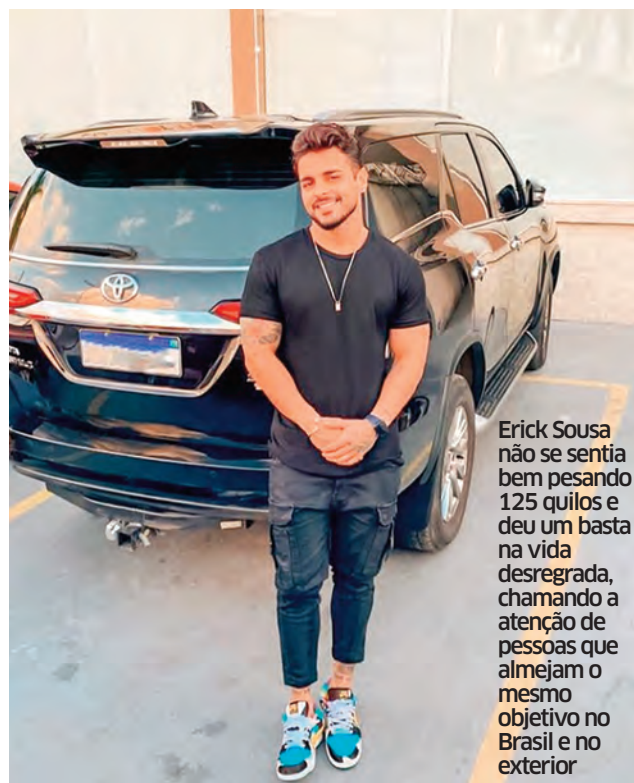 Erick Sousa
não se sentia
bem pesando
125 quilos e
deu um basta
na vida
desregrada,
chamando a
atenção de
pessoas que
almejam o
mesmo
objetivo no
Brasil e no
exterior